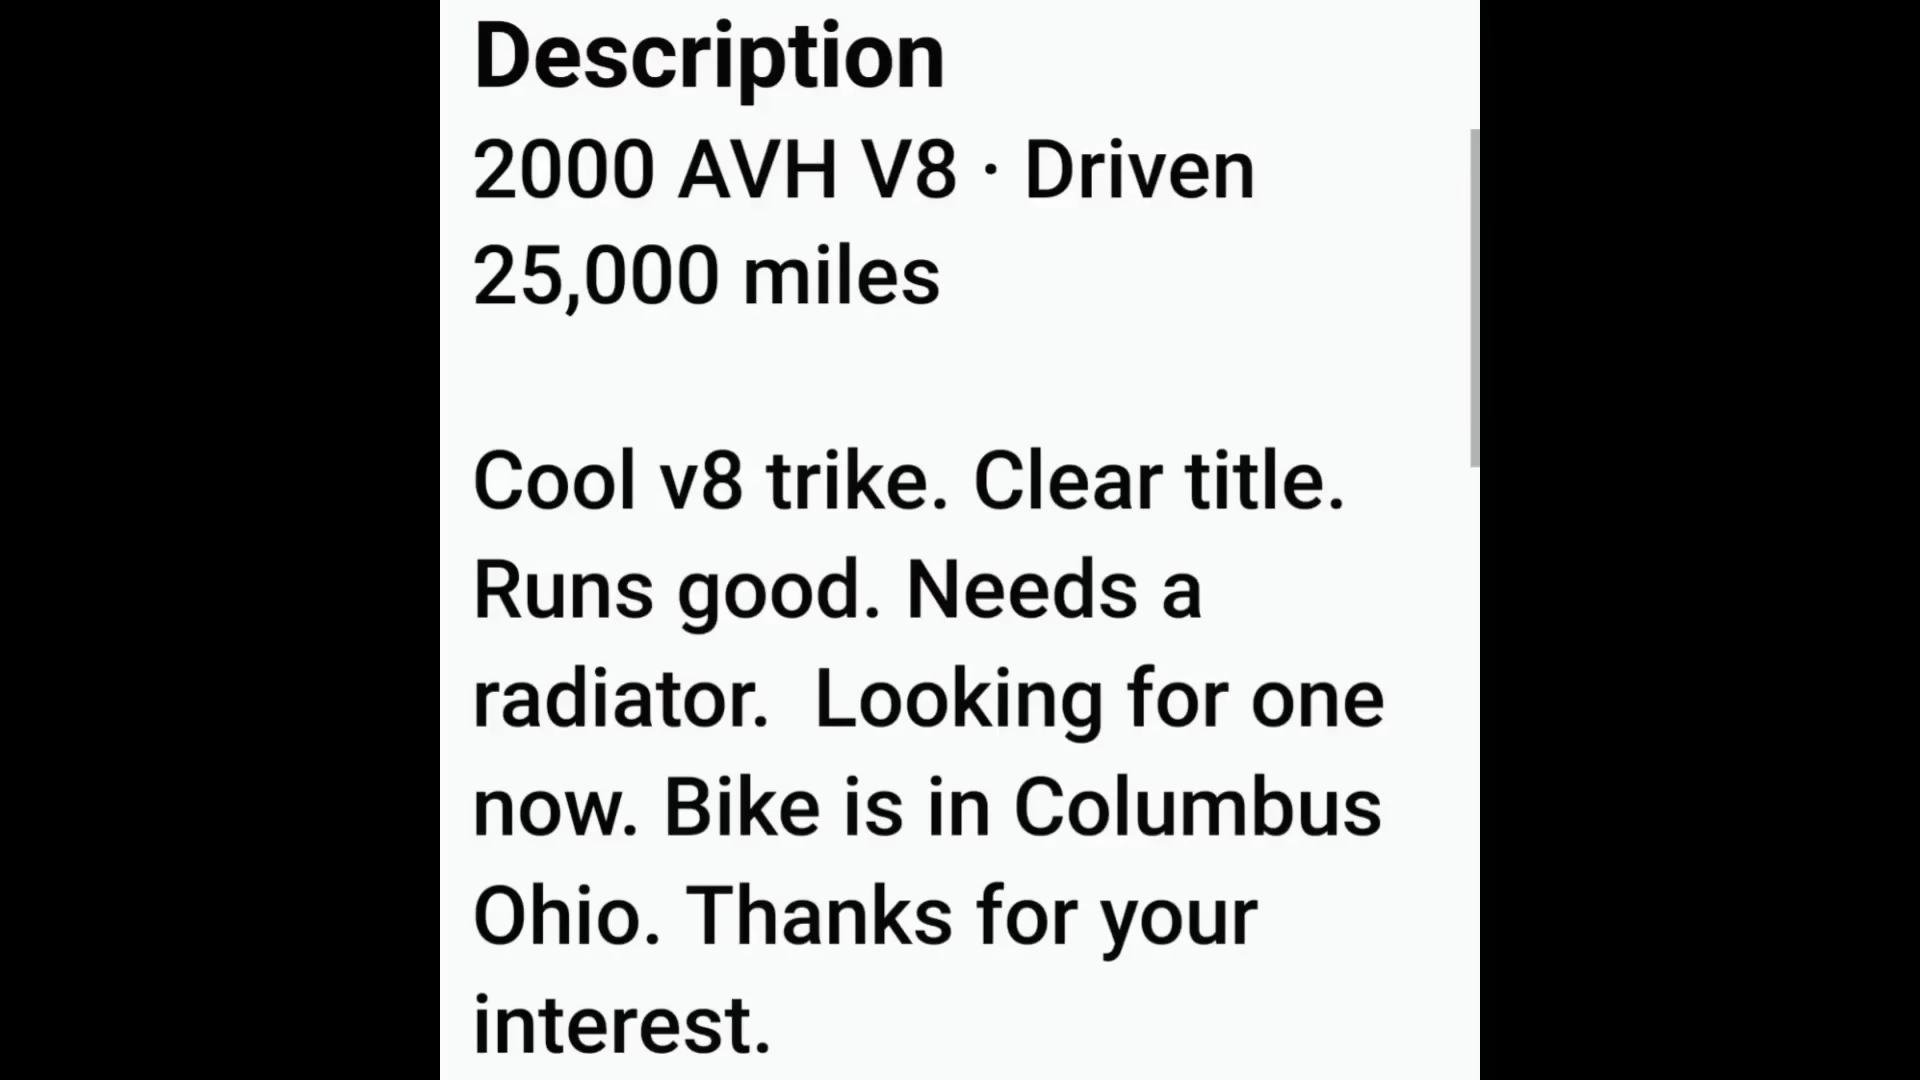 Description
2000 AVH V8 · Driven
25,000 miles
Cool v8 trike. Clear title.
Runs good. Needs a
radiator.  Looking for one
now. Bike is in Columbus
Ohio. Thanks for your
interest.